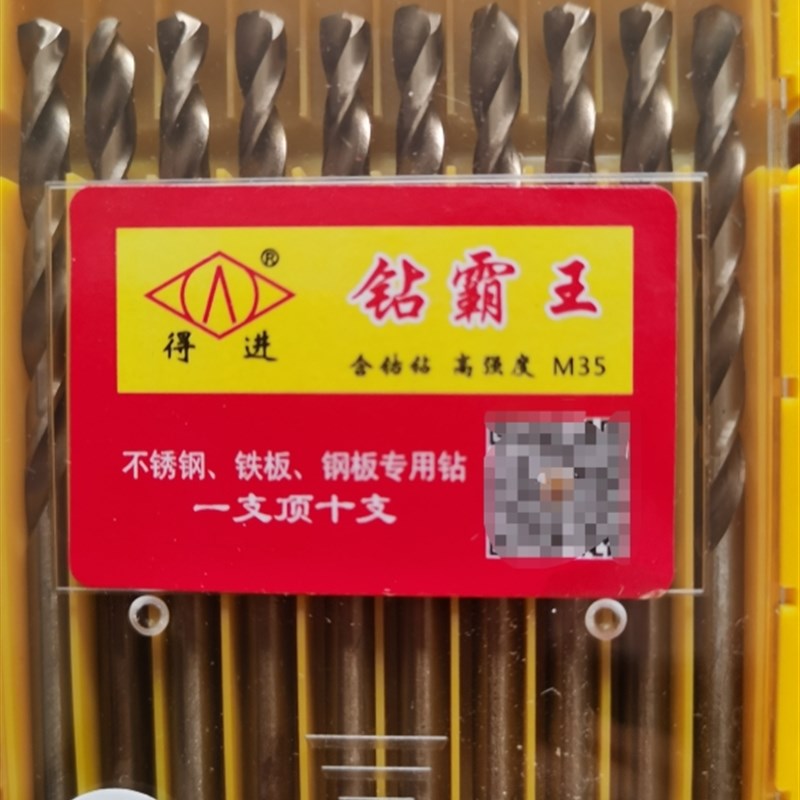 ®
钻霸王
得进
含钴钻 高强度 M35
不锈钢、铁板、钢板专用钻
一支顶十支